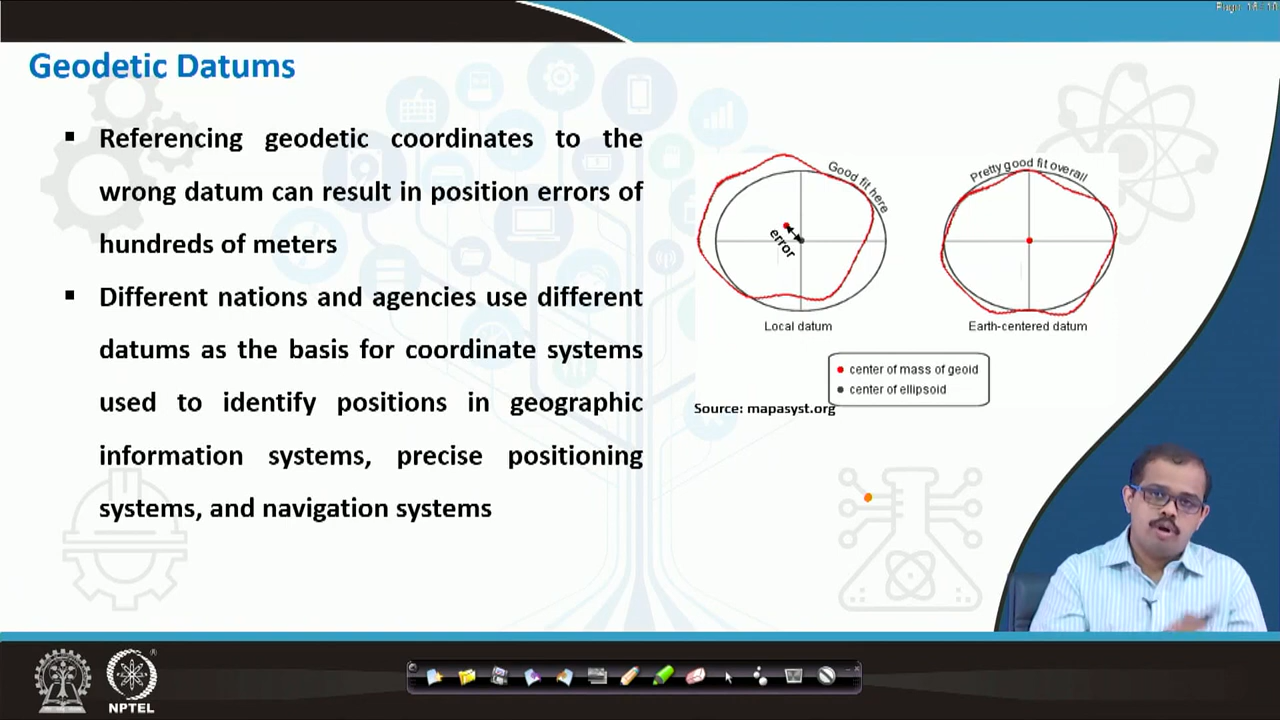 Geodetic Datums
▪ Referencing geodetic coordinates to the
wrong datum can result in position errors of
hundreds of meters
▪ Different nations and agencies use different
datums as the basis for coordinate systems
used to identify positions in geographic
information systems, precise positioning
systems, and navigation systems
Good fit here
error
Local datum
Pretty good fit overall
Earth-centered datum
center of mass of geoid
center of ellipsoid
Source: mapasyst.org
NPTEL